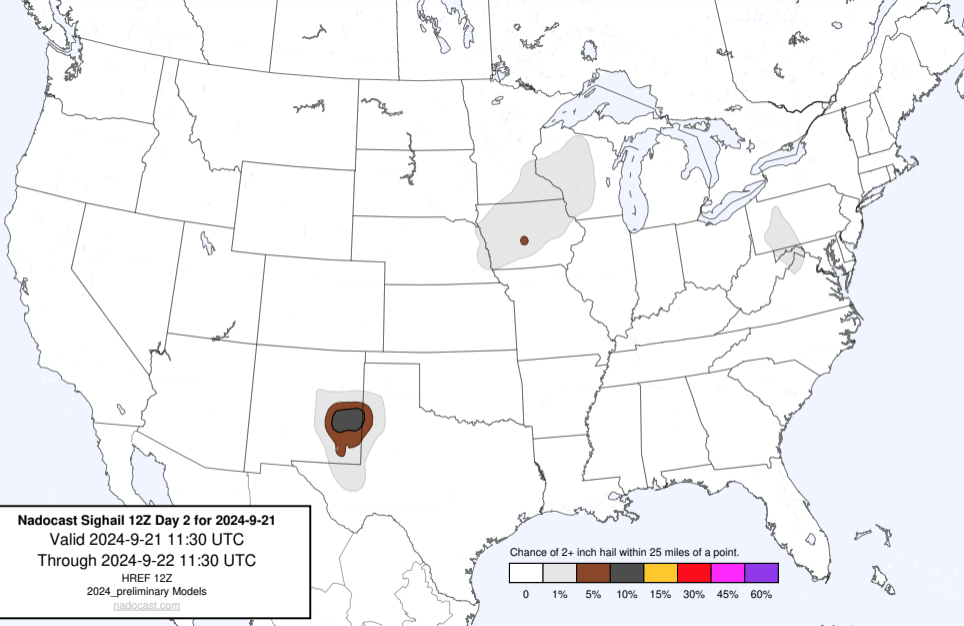 Nadocast Sighail 12Z Day 2 for 2024-9-21
Valid 2024-9-21 11:30 UTC
Through 2024-9-22 11:30 UTC
HREF 12Z
2024_preliminary Models
nadocast.com
Chance of 2+ inch hail within 25 miles of a point.
0 1% 5% 10% 15% 30% 45% 60%